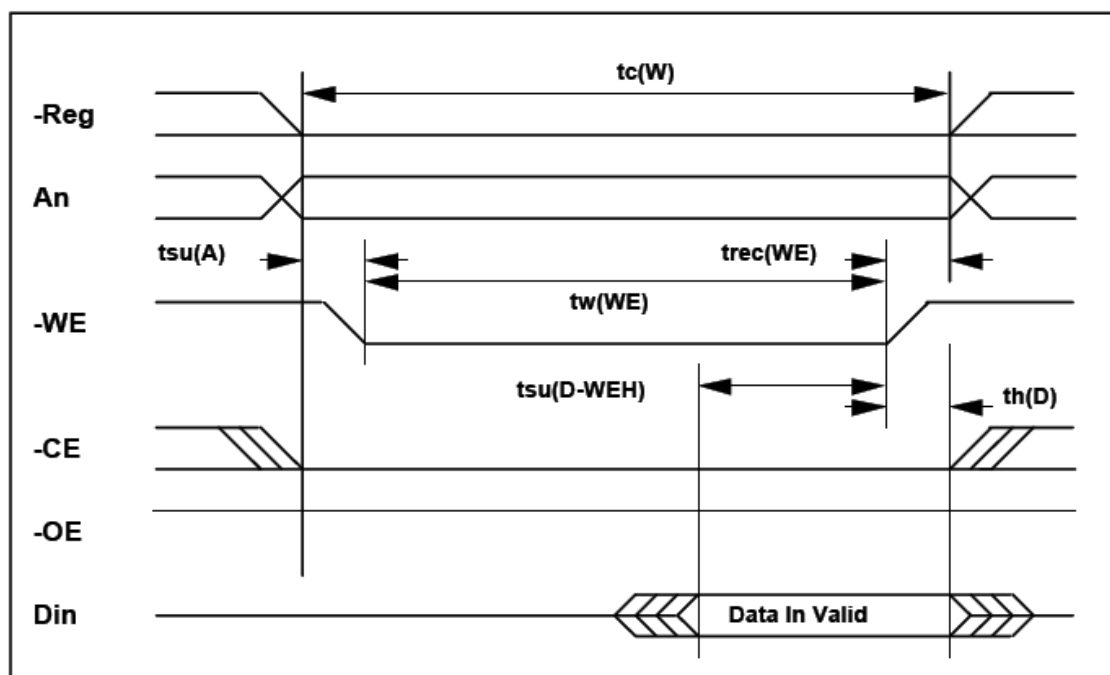 tc(W)
-Reg
An
tsu(A)
trec(WE)
tw(WE)
-WE
tsu(D-WEH)
th(D)
-CE
-OE
Din
Data In Valid